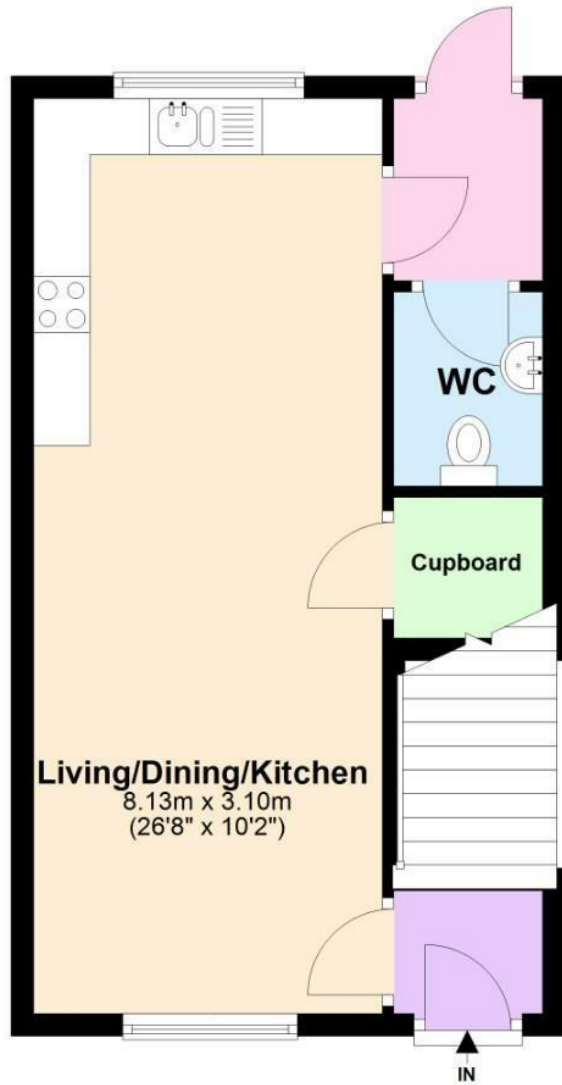 WC
Cupboard
Living/Dining/Kitchen
8.13m x 3.10m
(26'8" x 10'2")
IN